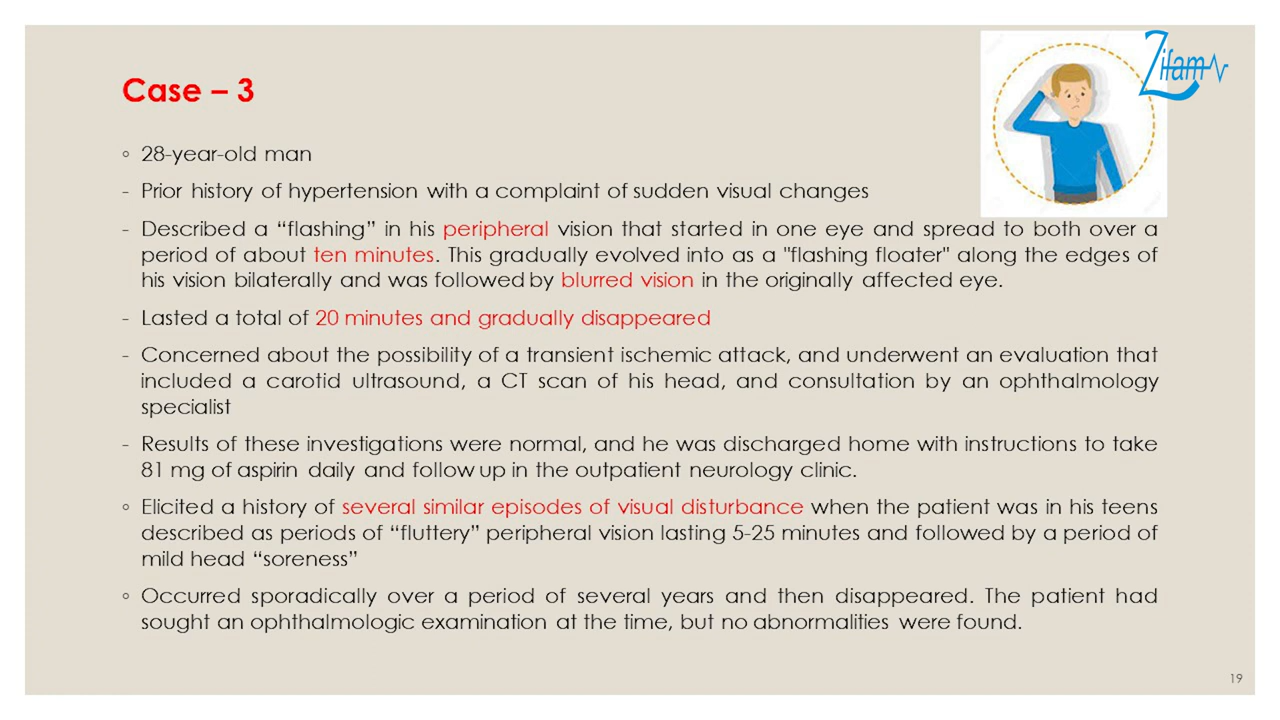 Zifam
Case – 3
◦ 28-year-old man
- Prior history of hypertension with a complaint of sudden visual changes
- Described a “flashing” in his peripheral vision that started in one eye and spread to both over a
period of about ten minutes. This gradually evolved into as a "flashing floater" along the edges of
his vision bilaterally and was followed by blurred vision in the originally affected eye.
- Lasted a total of 20 minutes and gradually disappeared
- Concerned about the possibility of a transient ischemic attack, and underwent an evaluation that
included a carotid ultrasound, a CT scan of his head, and consultation by an ophthalmology
specialist
- Results of these investigations were normal, and he was discharged home with instructions to take
81 mg of aspirin daily and follow up in the outpatient neurology clinic.
◦ Elicited a history of several similar episodes of visual disturbance when the patient was in his teens
described as periods of “fluttery” peripheral vision lasting 5-25 minutes and followed by a period of
mild head “soreness”
◦ Occurred sporadically over a period of several years and then disappeared. The patient had
sought an ophthalmologic examination at the time, but no abnormalities were found.
19